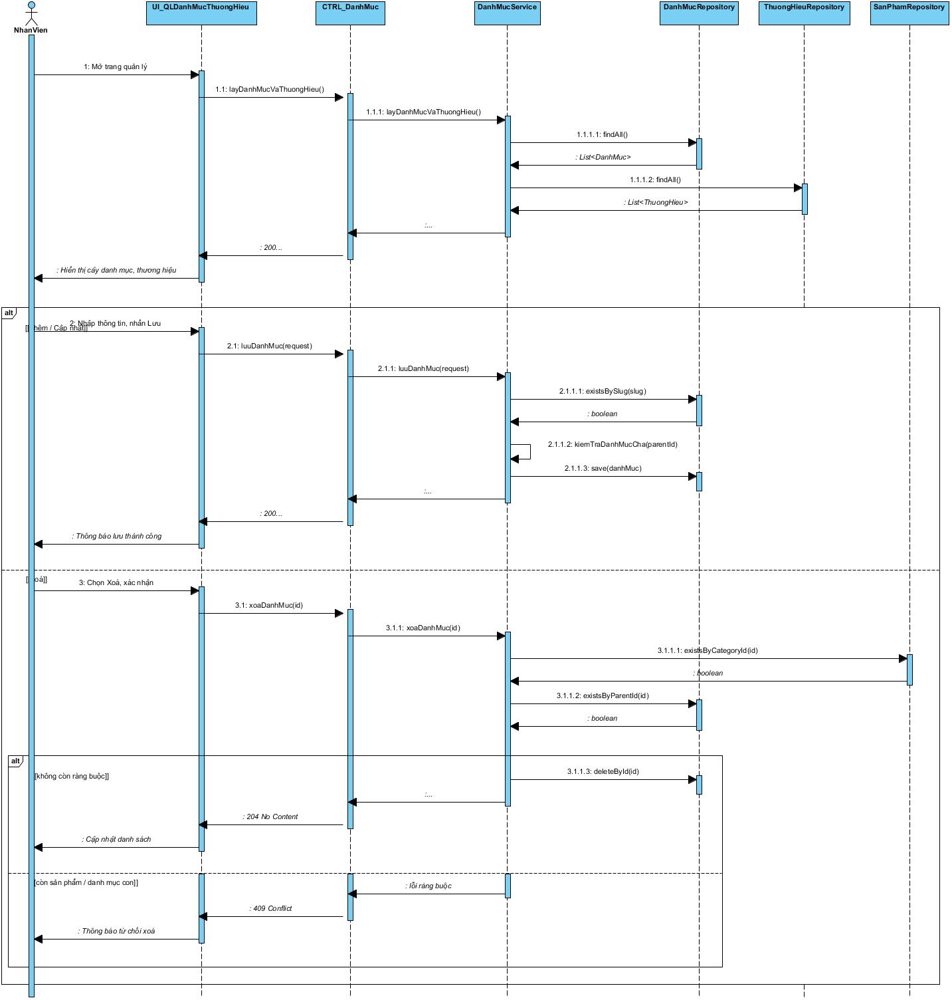 UI_QLDanhMucThuongHieu
CTRL_DanhMuc
DanhMucService
DanhMucRepository
ThuongHieuRepository
SanPhamRepository
NhanVien
1: Mở trang quản lý
1.1: layDanhMucVaThuongHieu()
1.1.1: layDanhMucVaThuongHieu()
1.1.1.1: findAll()
: List<DanhMuc>
1.1.1.2: findAll()
: List<ThuongHieu>
:...
: 200...
: Hiển thị cây danh mục, thương hiệu
alt
2: Nhập thông tin, nhấn Lưu
/ Cập nhật]]
2.1: luuDanhMuc(request)
2.1.1: luuDanhMuc(request)
2.1.1.1: existsBySlug(slug)
: boolean
2.1.1.2: kiemTraDanhMucCha(parentId)
2.1.1.3: save(danhMuc)
:...
: 200...
: Thông báo lưu thành công
3: Chọn Xoá, xác nhận
3.1: xoaDanhMuc(id)
3.1.1: xoaDanhMuc(id)
3.1.1.1: existsByCategoryId(id)
: boolean
3.1.1.2: existsByParentId(id)
: boolean
alt
[không còn ràng buộc]]
3.1.1.3: deleteById(id)
:...
: 204 No Content
: Cập nhật danh sách
[còn sản phẩm / danh mục con]]
: lỗi ràng buộc
: 409 Conflict
: Thông báo từ chối xoá